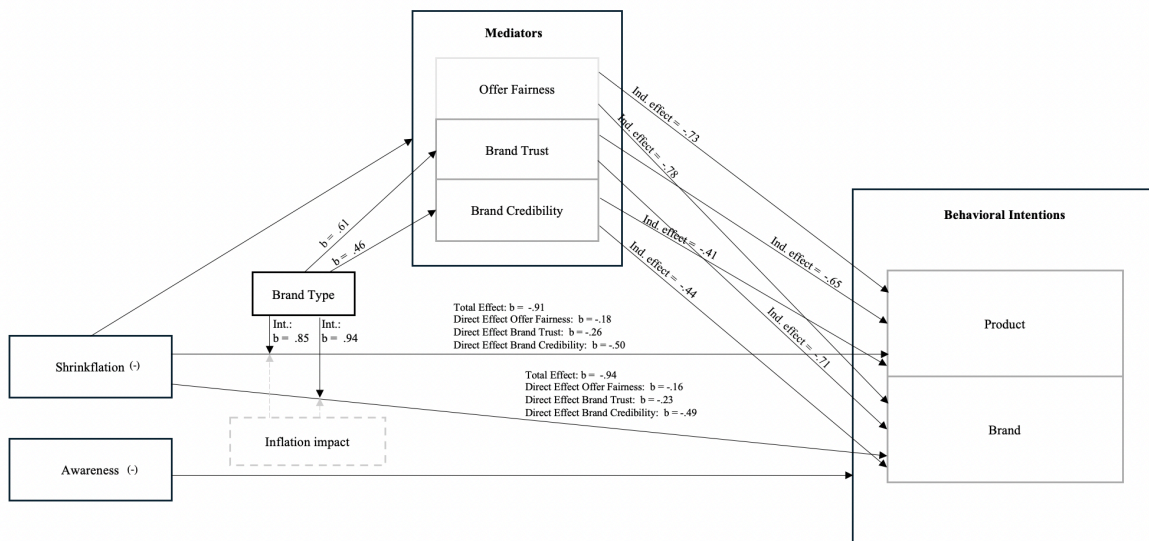 Mediators
Offer Fairness
Brand Trust
Brand Credibility
Ind. effect = -.73
Ind. effect = -.78
Ind. effect = -.65
Ind. effect = -.41
Ind. effect = -.71
Ind. effect = -.44
Behavioral Intentions
Product
Brand
b = .61
b = .46
Brand Type
Int.:
b = .85
Int.:
b = .94
Total Effect: b = -.91
Direct Effect Offer Fairness: b = -.18
Direct Effect Brand Trust: b = -.26
Direct Effect Brand Credibility: b = -.50
Shrinkflation (-)
Total Effect: b = -.94
Direct Effect Offer Fairness: b = -.16
Direct Effect Brand Trust: b = -.23
Direct Effect Brand Credibility: b = -.49
Inflation impact
Awareness (-)